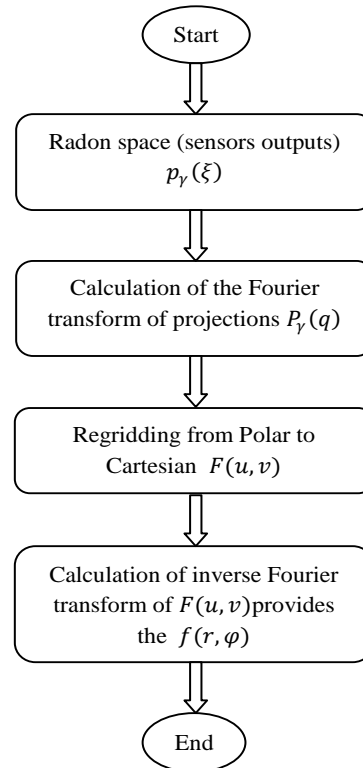 Start
Radon space (sensors outputs)
𝑝𝛾(𝜉)
Calculation of the Fourier
transform of projections 𝑃𝛾(𝑞)
Regridding from Polar to
Cartesian 𝐹(𝑢, 𝑣)
Calculation of inverse Fourier
transform of 𝐹(𝑢, 𝑣)provides
the 𝑓(𝑟, 𝜑)
End